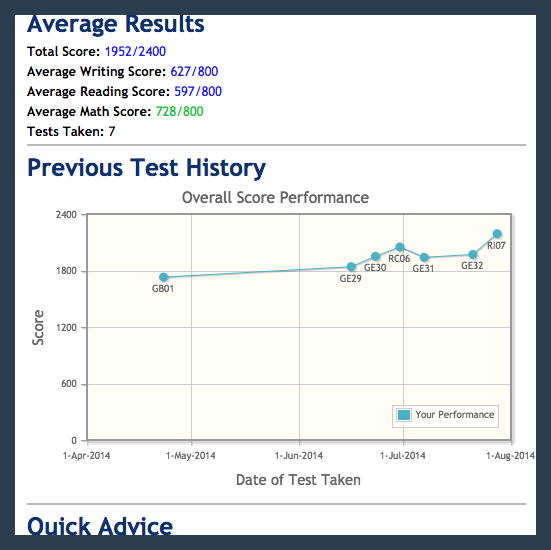 Average Results
Total Score: 1952/2400
Average Writing Score: 627/800
Average Reading Score: 597/800
Average Math Score: 728/800
Tests Taken: 7
Previous Test History
Overall Score Performance
2400
1800
1200
600
0
Score
GB01
GE29
GE30
RC06
GE31
GE32
RI07
Your Performance
1-Apr-2014
1-May-2014
1-Jun-2014
1-Jul-2014
1-Aug-2014
Date of Test Taken
Quick Advice